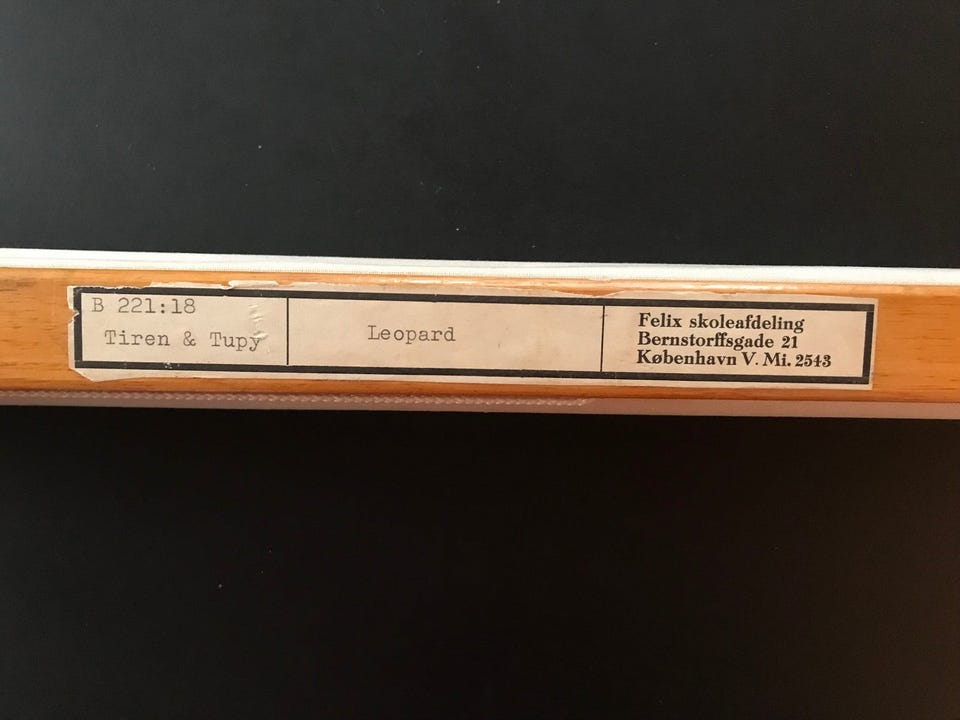 B 221:18
Tiren & Tupy
Leopard
Felix skoleafdeling
Bernstorffsgade 21
København V. Mi. 2543